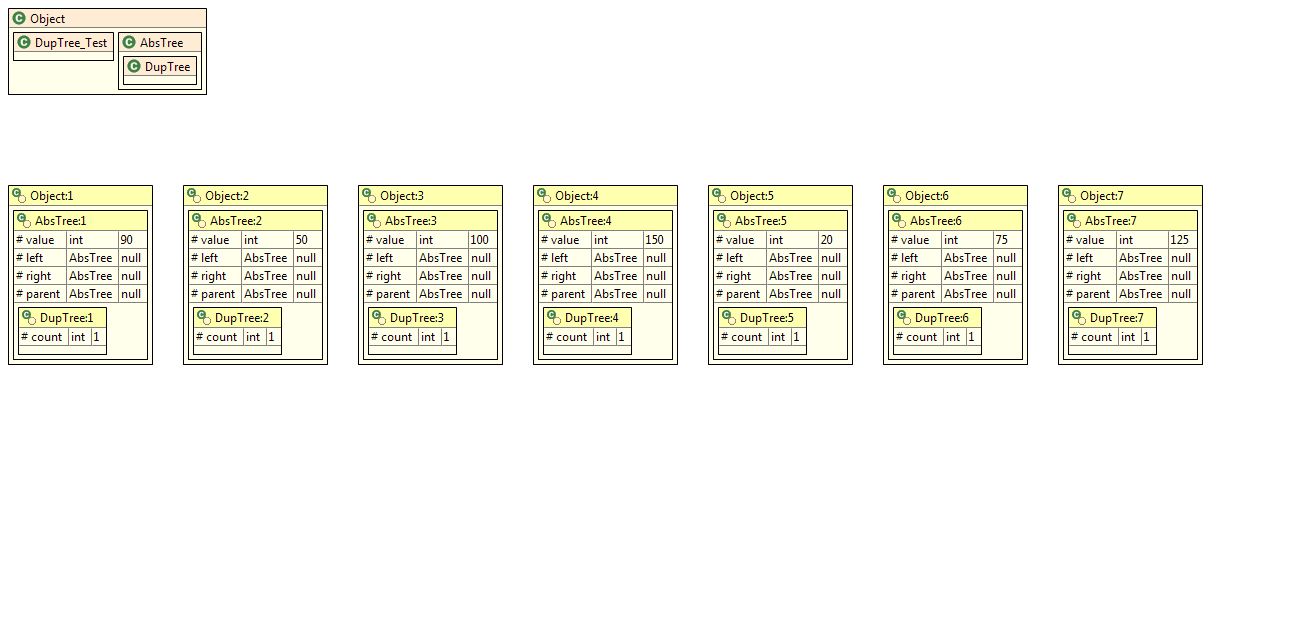 Object
DupTree_Test AbsTree
DupTree
Object:1 Object:2 Object:3 Object:4 Object:5 Object:6 Object:7
AbsTree:1 AbsTree:2 AbsTree:3 AbsTree:4 AbsTree:5 AbsTree:6 AbsTree:7
# value int 90 # value int 50 # value int 100 # value int 150 # value int 20 # value int 75 # value int 125
# left AbsTree null # left AbsTree null # left AbsTree null # left AbsTree null # left AbsTree null # left AbsTree null # left AbsTree null
# right AbsTree null # right AbsTree null # right AbsTree null # right AbsTree null # right AbsTree null # right AbsTree null # right AbsTree null
# parent AbsTree null # parent AbsTree null # parent AbsTree null # parent AbsTree null # parent AbsTree null # parent AbsTree null # parent AbsTree null
DupTree:1 DupTree:2 DupTree:3 DupTree:4 DupTree:5 DupTree:6 DupTree:7
# count int 1 # count int 1 # count int 1 # count int 1 # count int 1 # count int 1 # count int 1